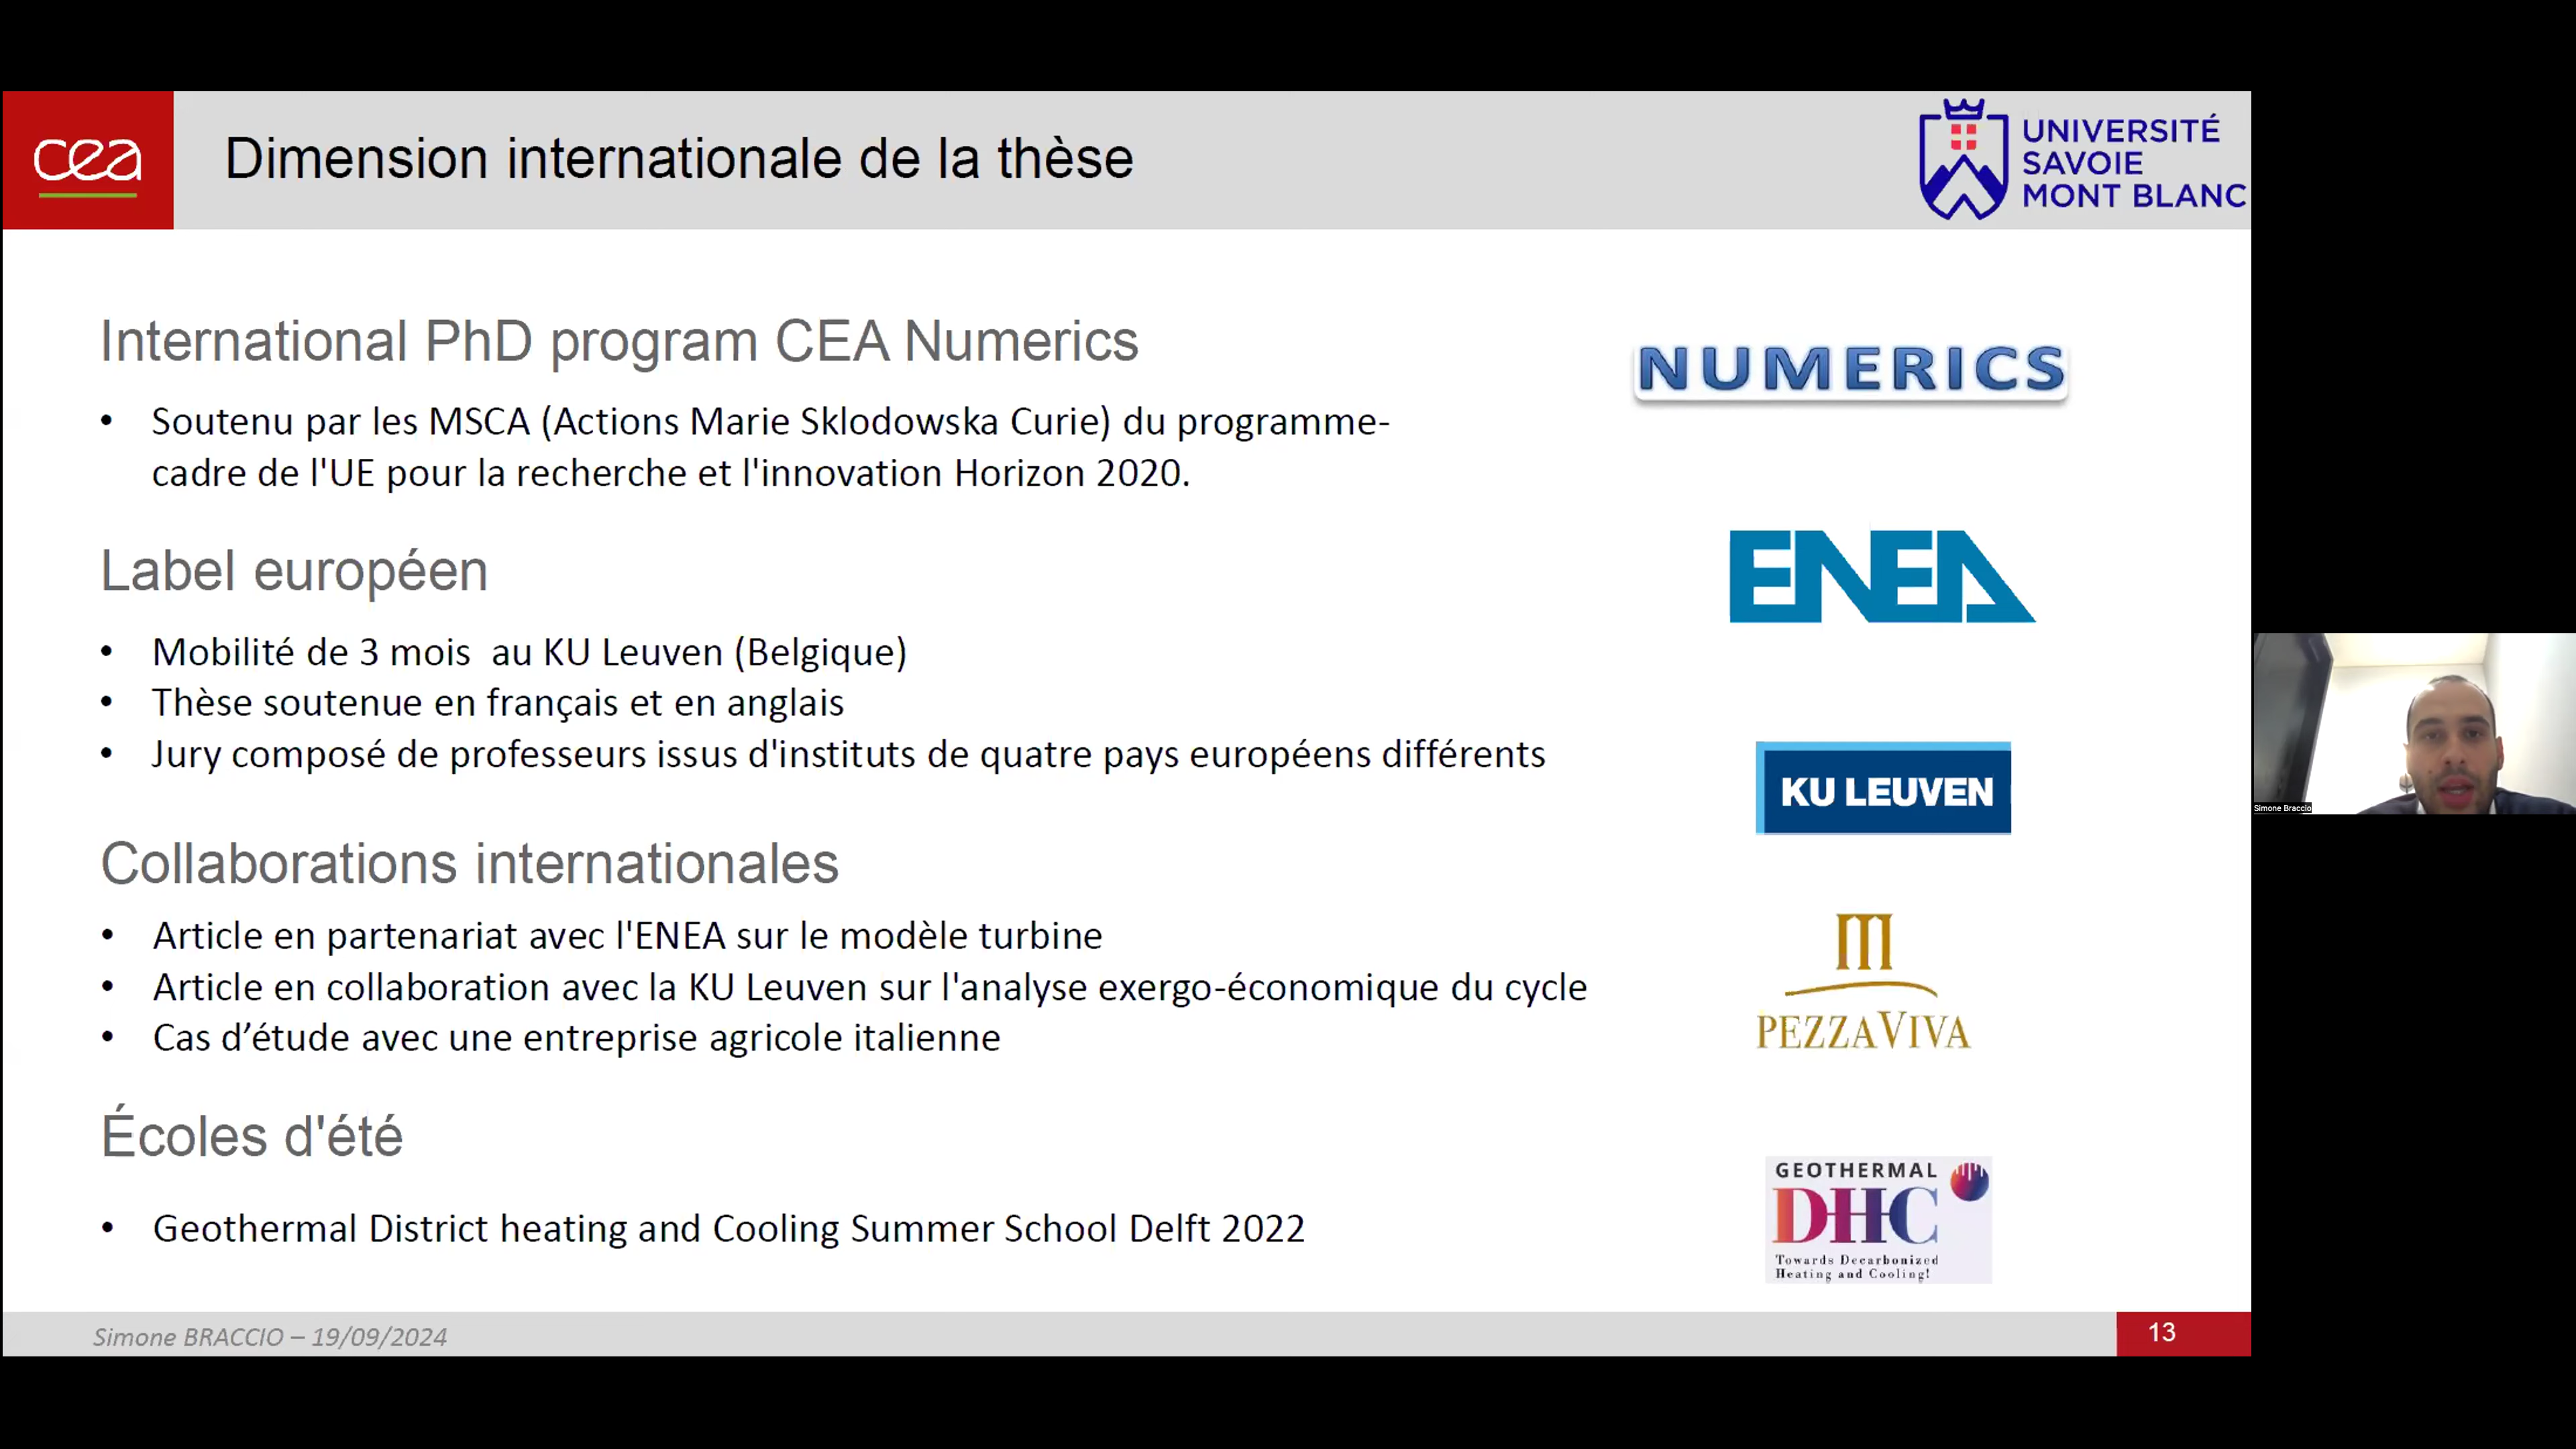 cea
Dimension internationale de la thèse
UNIVERSITÉ
SAVOIE
MONT BLANC
International PhD program CEA Numerics
• Soutenu par les MSCA (Actions Marie Sklodowska Curie) du programme-
cadre de l'UE pour la recherche et l'innovation Horizon 2020.
NUMERICS
Label européen
• Mobilité de 3 mois  au KU Leuven (Belgique)
• Thèse soutenue en français et en anglais
• Jury composé de professeurs issus d'instituts de quatre pays européens différents
ENEA
KU LEUVEN
Collaborations internationales
• Article en partenariat avec l'ENEA sur le modèle turbine
• Article en collaboration avec la KU Leuven sur l'analyse exergo-économique du cycle
• Cas d’étude avec une entreprise agricole italienne
PEZZAVIVA
Écoles d'été
• Geothermal District heating and Cooling Summer School Delft 2022
GEOTHERMAL
DHC
Towards Decarbonized
Heating and Cooling!
Simone BRACCIO – 19/09/2024
13
Simone Braccio